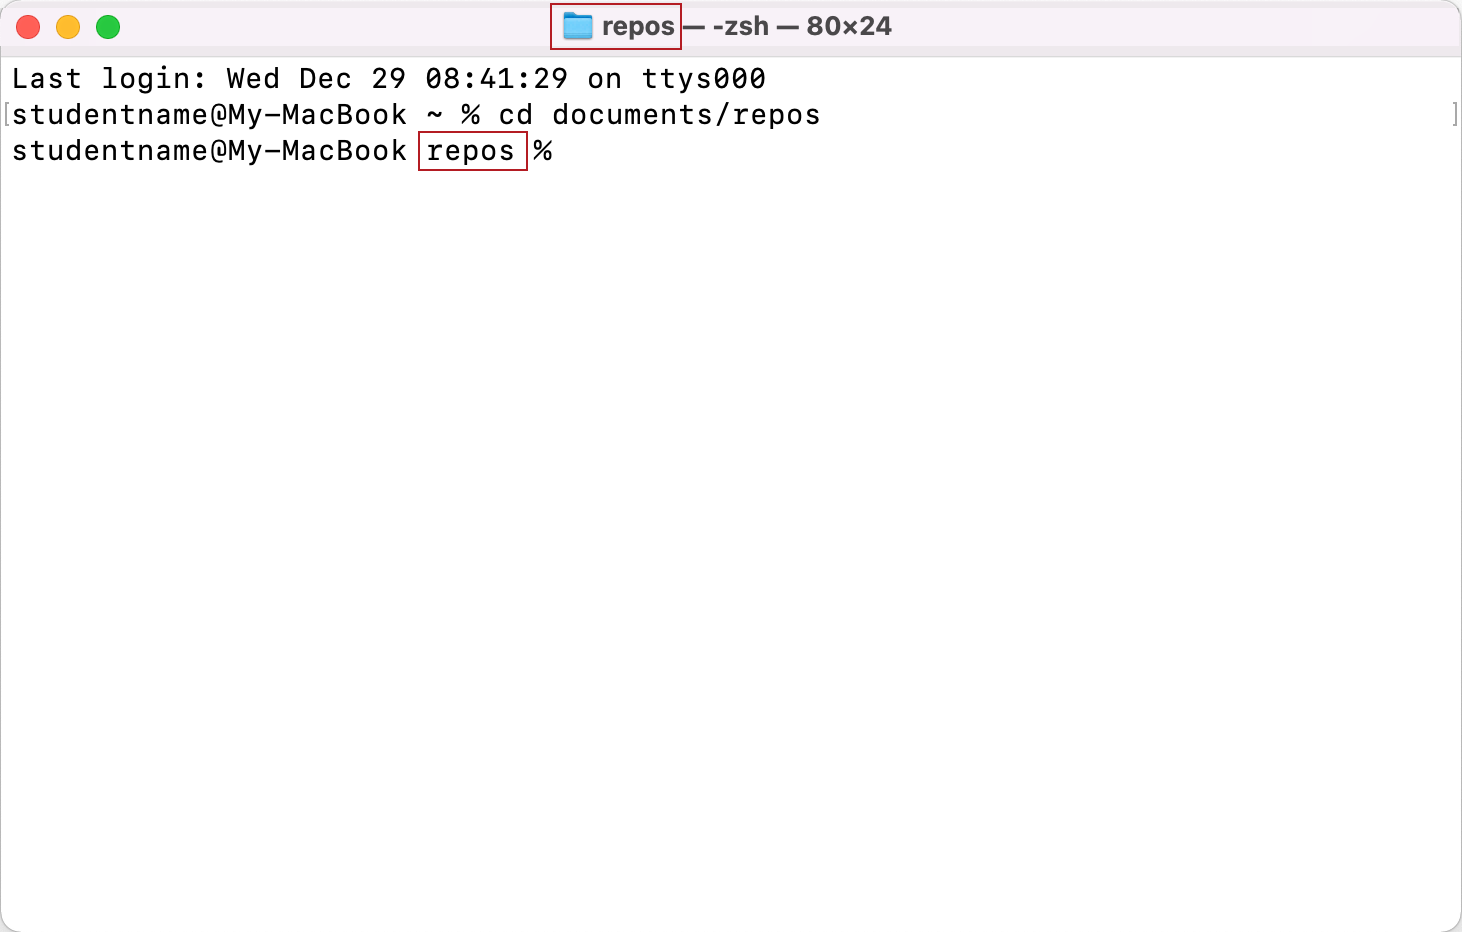 repos — -zsh — 80×24
Last login: Wed Dec 29 08:41:29 on ttys000
[studentname@My-MacBook ~ % cd documents/repos ]
studentname@My-MacBook repos %